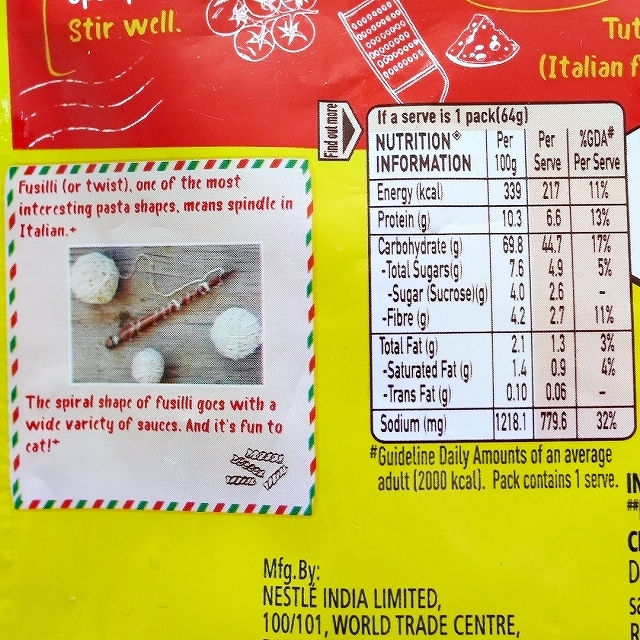 Stir well.
Tut
(Italian f
Find out more
If a serve is 1 pack(64g)
NUTRITION※ INFORMATION Per 100g Per Serve %GDA# Per Serve
Energy (kcal) 339 217 11%
Protein (g) 10.3 6.6 13%
Carbohydrate (g) 69.8 44.7 17%
-Total Sugars(g) 7.6 4.9 5%
-Sugar (Sucrose)(g) 4.0 2.6 -
-Fibre (g) 4.2 2.7 11%
Total Fat (g) 2.1 1.3 3%
-Saturated Fat (g) 1.4 0.9 4%
-Trans Fat (g) 0.10 0.06 -
Sodium (mg) 1218.1 779.6 32%
#Guideline Daily Amounts of an average
adult (2000 kcal). Pack contains 1 serve.
Fusilli (or twist), one of the most
interesting pasta shapes, means spindle in
Italian.+
The spiral shape of fusilli goes with a
wide variety of sauces. And it's fun to
eat!+
Mfg.By:
NESTLÉ INDIA LIMITED,
100/101, WORLD TRADE CENTRE,
IN
##